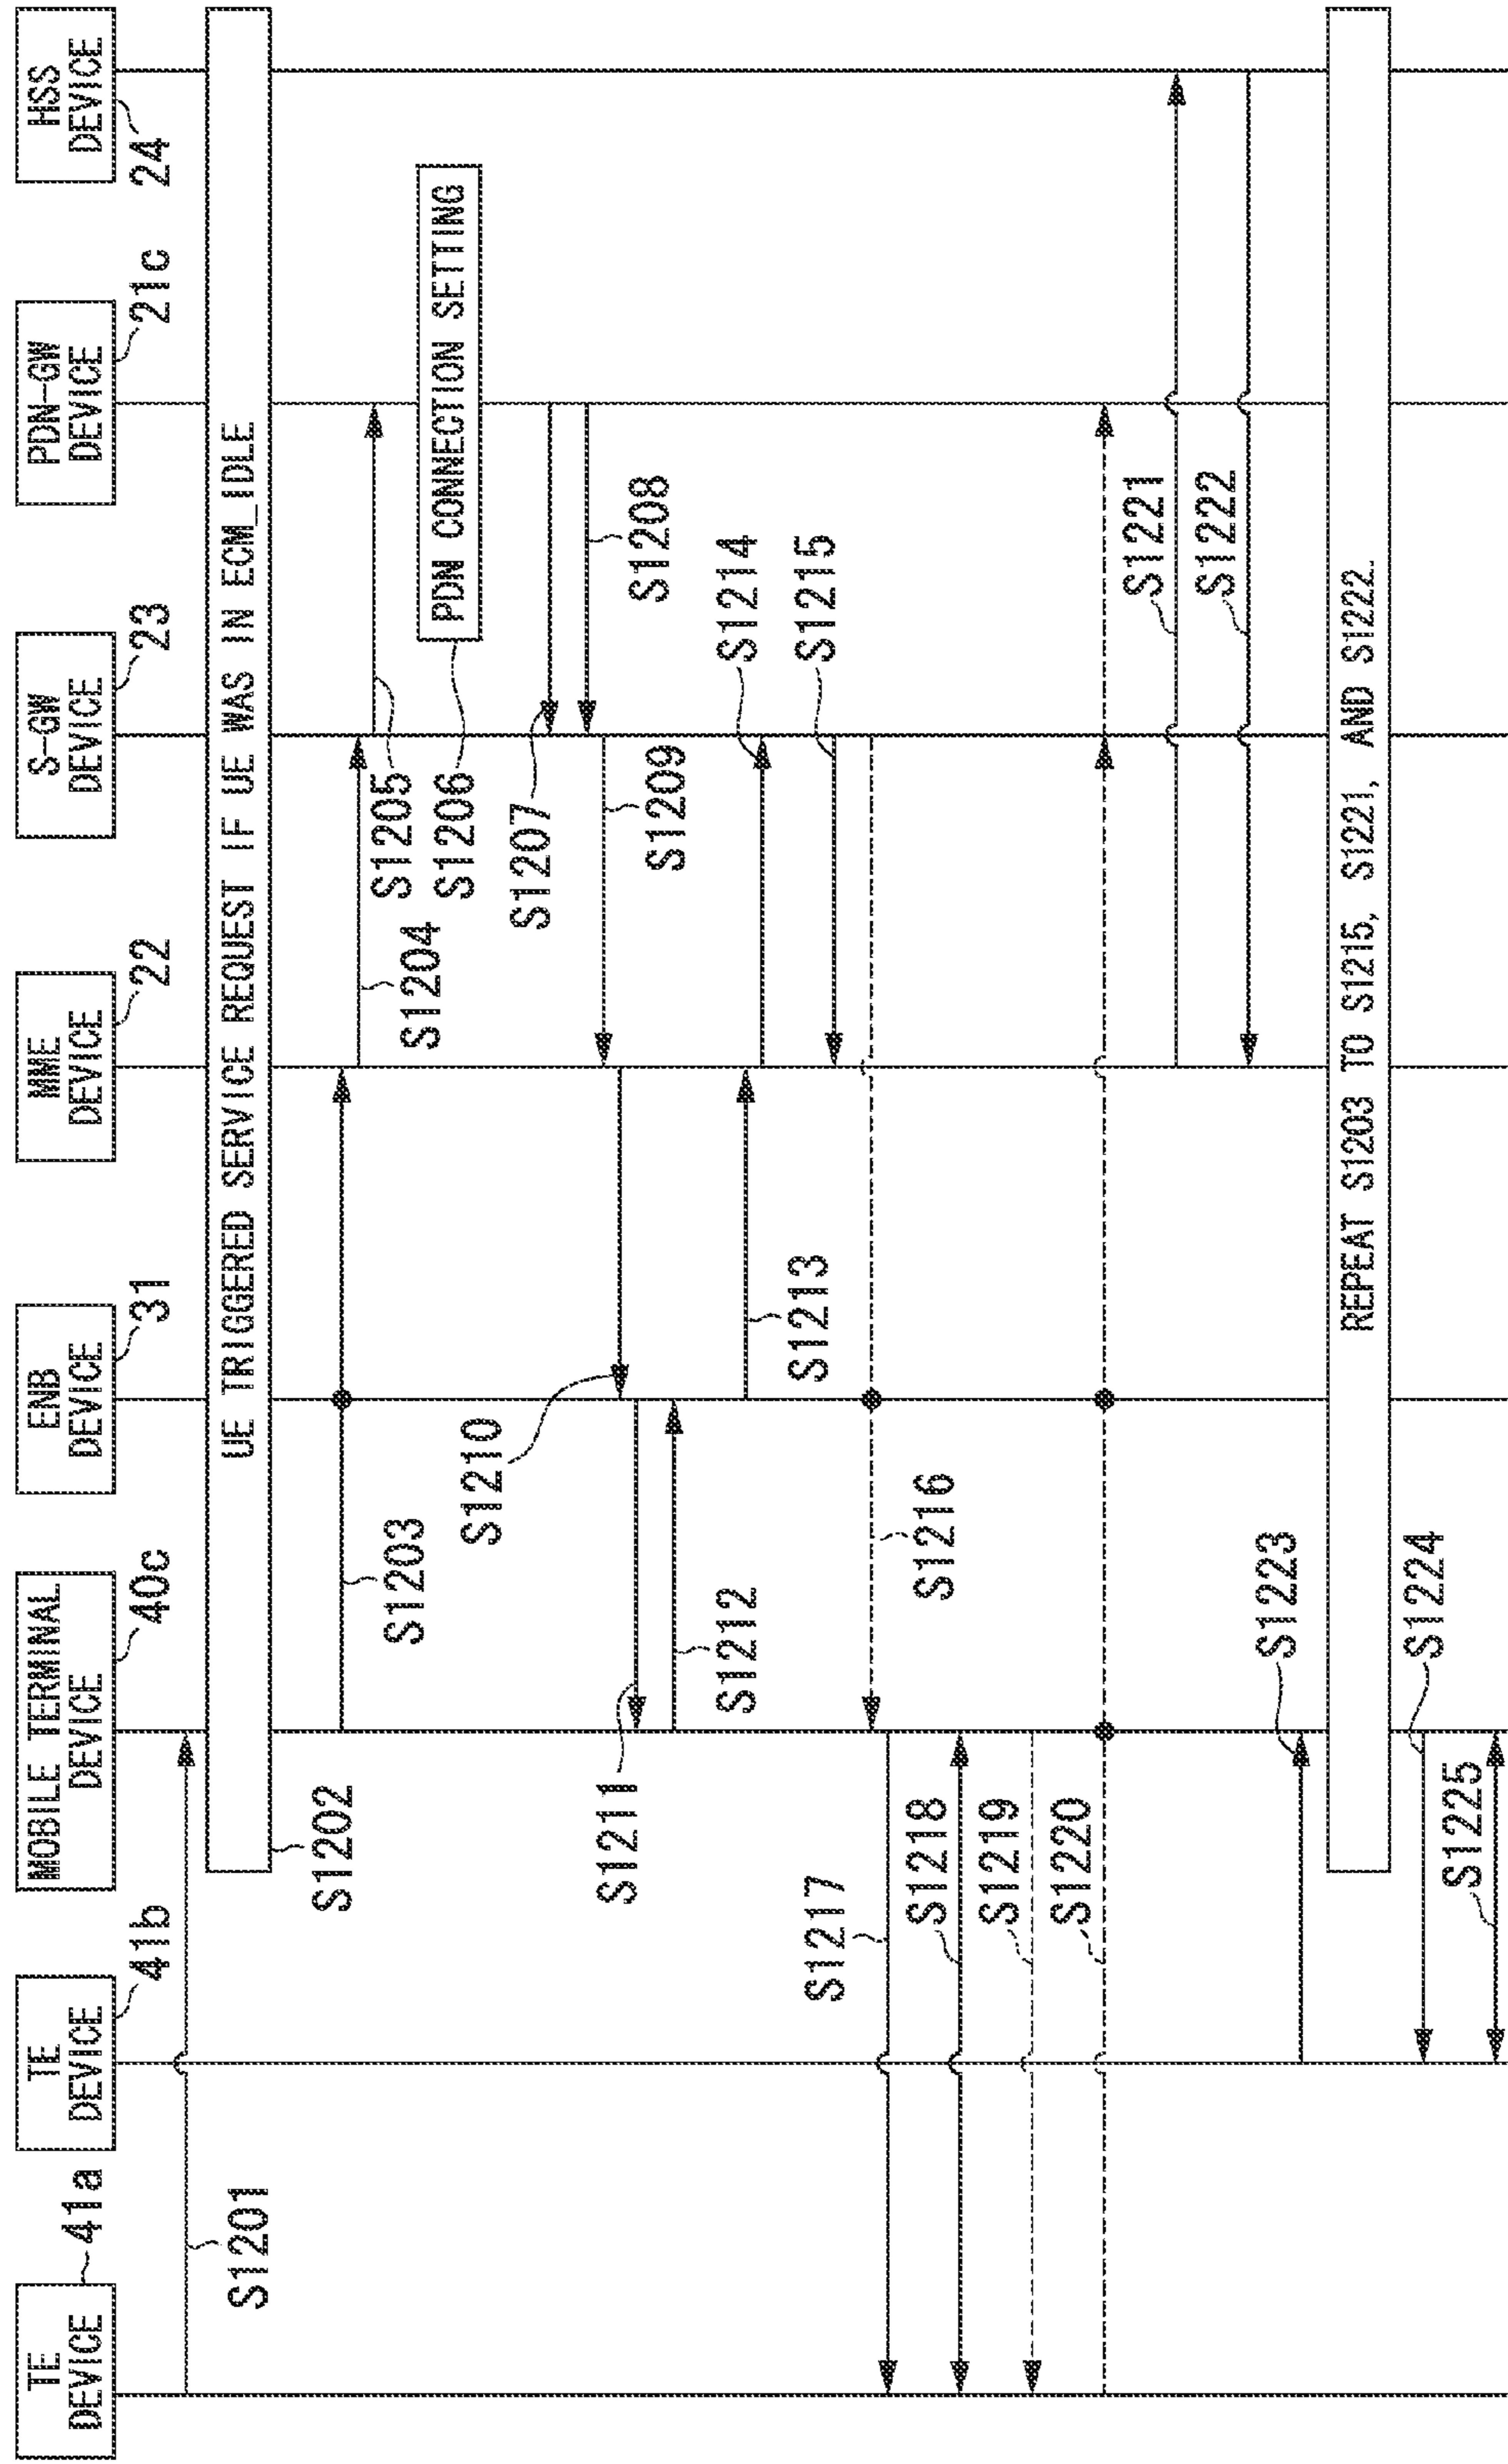 TE
DEVICE
41a
TE
DEVICE
41b
MOBILE TERMINAL
DEVICE
40c
ENB
DEVICE
31
MME
DEVICE
22
S-GW
DEVICE
23
PDN-GW
DEVICE
21c
HSS
DEVICE
24
S1201
UE TRIGGERED SERVICE REQUEST IF UE WAS IN ECM_IDLE
S1202
S1203
S1204
S1205
PDN CONNECTION SETTING
S1206
S1207
S1208
S1209
S1210
S1211
S1212
S1213
S1214
S1215
S1216
S1217
S1218
S1219
S1220
S1221
S1222
S1223
REPEAT S1203 TO S1215, S1221, AND S1222.
S1224
S1225